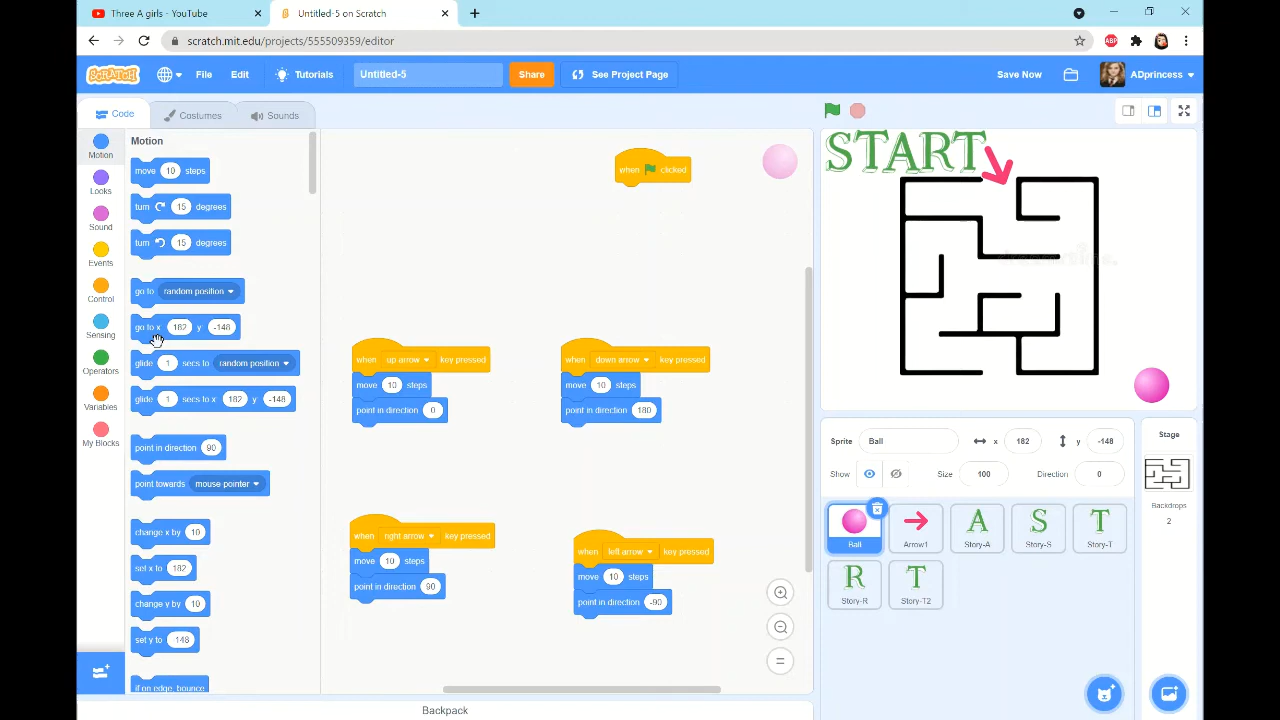 Three A girls - YouTube
Untitled-5 on Scratch
scratch.mit.edu/projects/555509359/editor
ABP
SCRATCH
File
Edit
Tutorials
Untitled-5
Share
See Project Page
Save Now
ADprincess
Code
Costumes
Sounds
Motion
Looks
Sound
Events
Control
Sensing
Operators
Variables
My Blocks
Motion
move 10 steps
turn 15 degrees
turn 15 degrees
go to random position
go to x 182 y: -148
glide 1 secs to random position
glide 1 secs to x: 182 y: -148
point in direction 90
point towards mouse pointer
change x by 10
set x to 182
change y by 10
set y to -148
if on edge, bounce
when clicked
when up arrow key pressed
move 10 steps
point in direction 0
when down arrow key pressed
move 10 steps
point in direction 180
when right arrow key pressed
move 10 steps
point in direction 90
when left arrow key pressed
move 10 steps
point in direction -90
START
Sprite Ball x 182 y -148
Show Size 100 Direction 0
Ball
Arrow1
A
Story-A
S
Story-S
T
Story-T
R
Story-R
T
Story-T2
Stage
Backdrops
2
Backpack